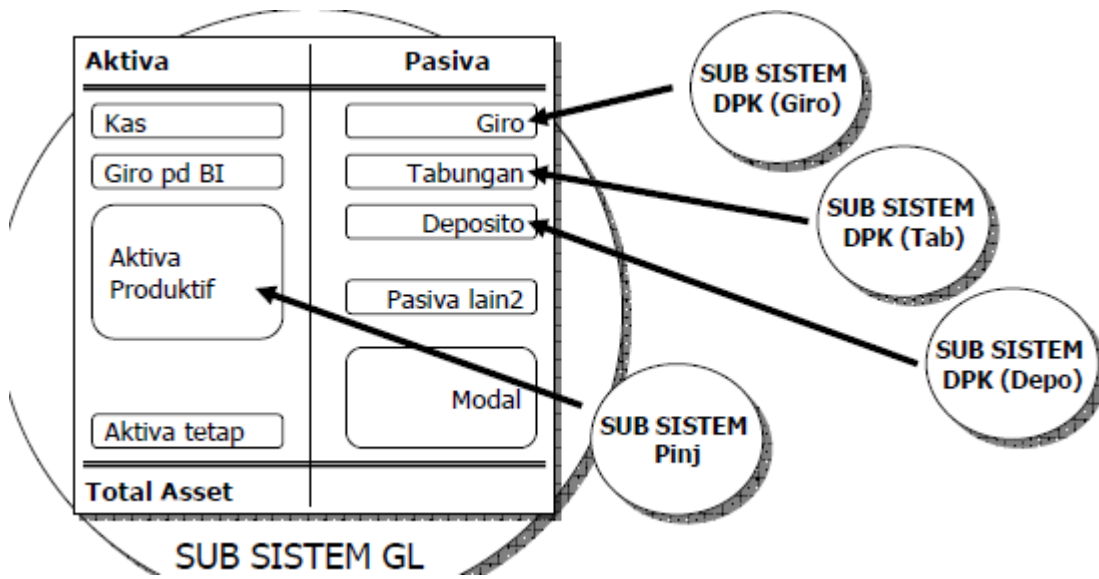 Aktiva
Pasiva
Kas
Giro
Giro pd BI
Tabungan
Deposito
Aktiva
Produktif
Pasiva lain2
Modal
Aktiva tetap
Total Asset
SUB SISTEM GL
SUB SISTEM
DPK (Giro)
SUB SISTEM
DPK (Tab)
SUB SISTEM
DPK (Depo)
SUB SISTEM
Pinj